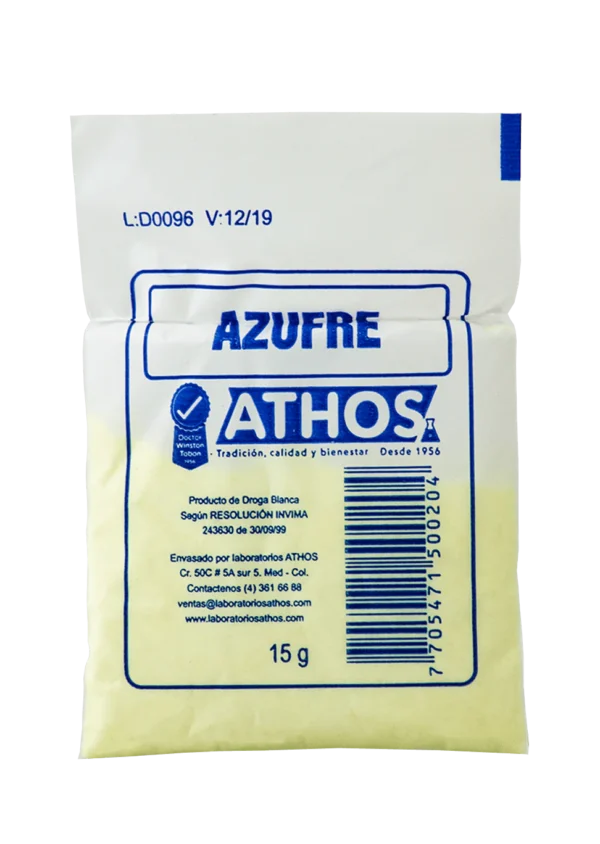 L:D0096 V:12/19
AZUFRE
ATHOS
Doctor
Winston
Tobon
1956
Tradición, calidad y bienestar Desde 1956
Producto de Droga Blanca
Según RESOLUCIÓN INVIMA
243630 de 30/09/99
Envasado por laboratorios ATHOS
Cr. 50C # 5A sur 5. Med - Col.
Contactenos (4) 361 66 88
ventas@laboratoriosathos.com
www.laboratoriosathos.com
15 g
7 705471 500204